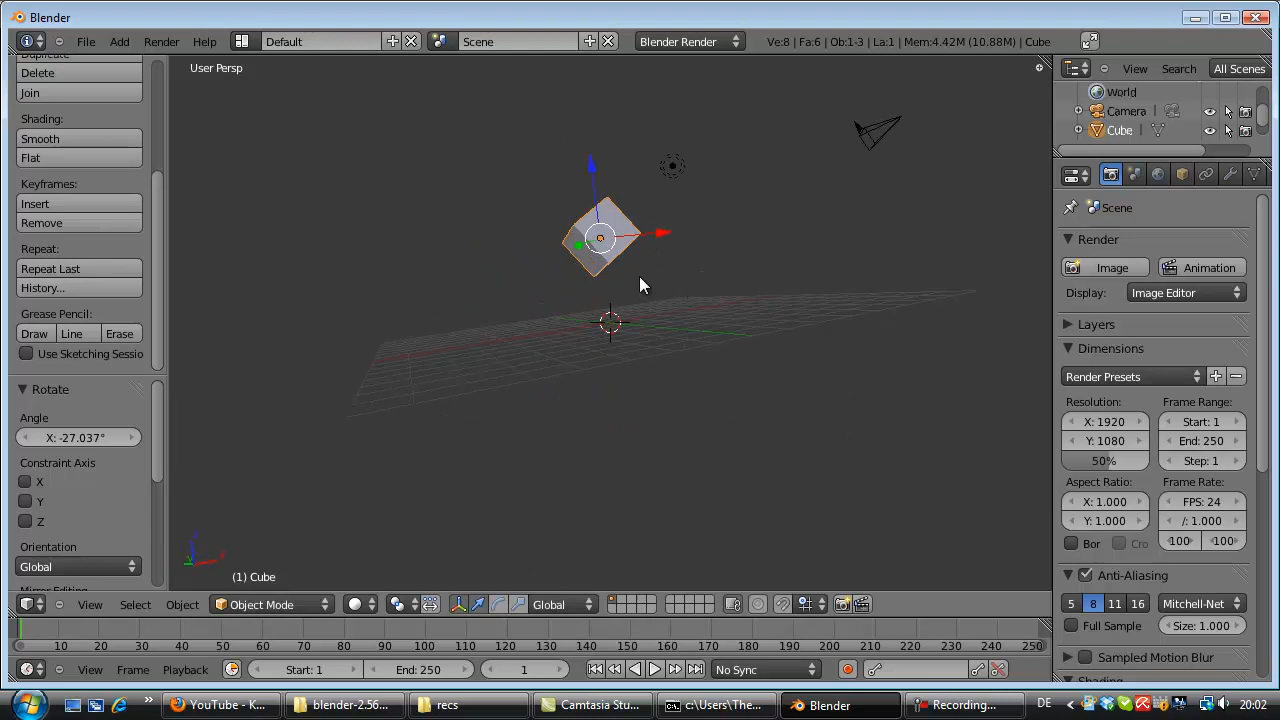 Blender
File Add Render Help Default Scene Blender Render Ve:8 | Fa:6 | Ob:1-3 | La:1 | Mem:4.42M (10.88M) | Cube
Delete
Join
Shading:
Smooth
Flat
Keyframes:
Insert
Remove
Repeat:
Repeat Last
History...
Grease Pencil:
Draw Line Erase
Use Sketching Sessio
Rotate
Angle
X: -27.037°
Constraint Axis
X
Y
Z
Orientation
Global
User Persp
(1) Cube
View Select Object Object Mode Global
10 20 30 40 50 60 70 80 90 100 110 120 130 140 150 160 170 180 190 200 210 220 230 240 250
View Frame Playback Start: 1 End: 250 1 No Sync
View Search All Scenes
World
Camera
Cube
Scene
Render
Image Animation
Display: Image Editor
Layers
Dimensions
Render Presets
Resolution: Frame Range:
X: 1920 Start: 1
Y: 1080 End: 250
50% Step: 1
Aspect Ratio: Frame Rate:
X: 1.000 FPS: 24
Y: 1.000 /: 1.000
Bor Cro 100 100
Anti-Aliasing
5 8 11 16 Mitchell-Net
Full Sample Size: 1.000
Sampled Motion Blur
YouTube - K... blender-2.56... Docs Camtasia Stu... c:\Users\The... Blender Recording... DE 20:02